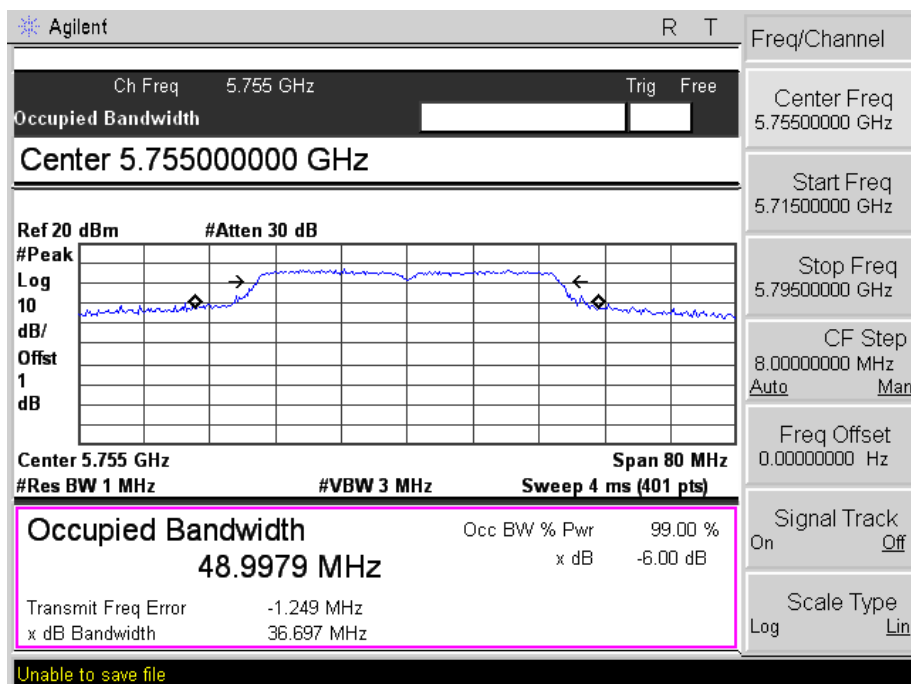 Agilent R T
Ch Freq 5.755 GHz Trig Free
Occupied Bandwidth
Center 5.755000000 GHz
Ref 20 dBm #Atten 30 dB
#Peak
Log
10
dB/
Offst
1
dB
Center 5.755 GHz Span 80 MHz
#Res BW 1 MHz #VBW 3 MHz Sweep 4 ms (401 pts)
Occupied Bandwidth
48.9979 MHz
Occ BW % Pwr 99.00 %
x dB -6.00 dB
Transmit Freq Error -1.249 MHz
x dB Bandwidth 36.697 MHz
Unable to save file
Freq/Channel
Center Freq
5.75500000 GHz
Start Freq
5.71500000 GHz
Stop Freq
5.79500000 GHz
CF Step
8.00000000 MHz
Auto Man
Freq Offset
0.00000000 Hz
Signal Track
On Off
Scale Type
Log Lin